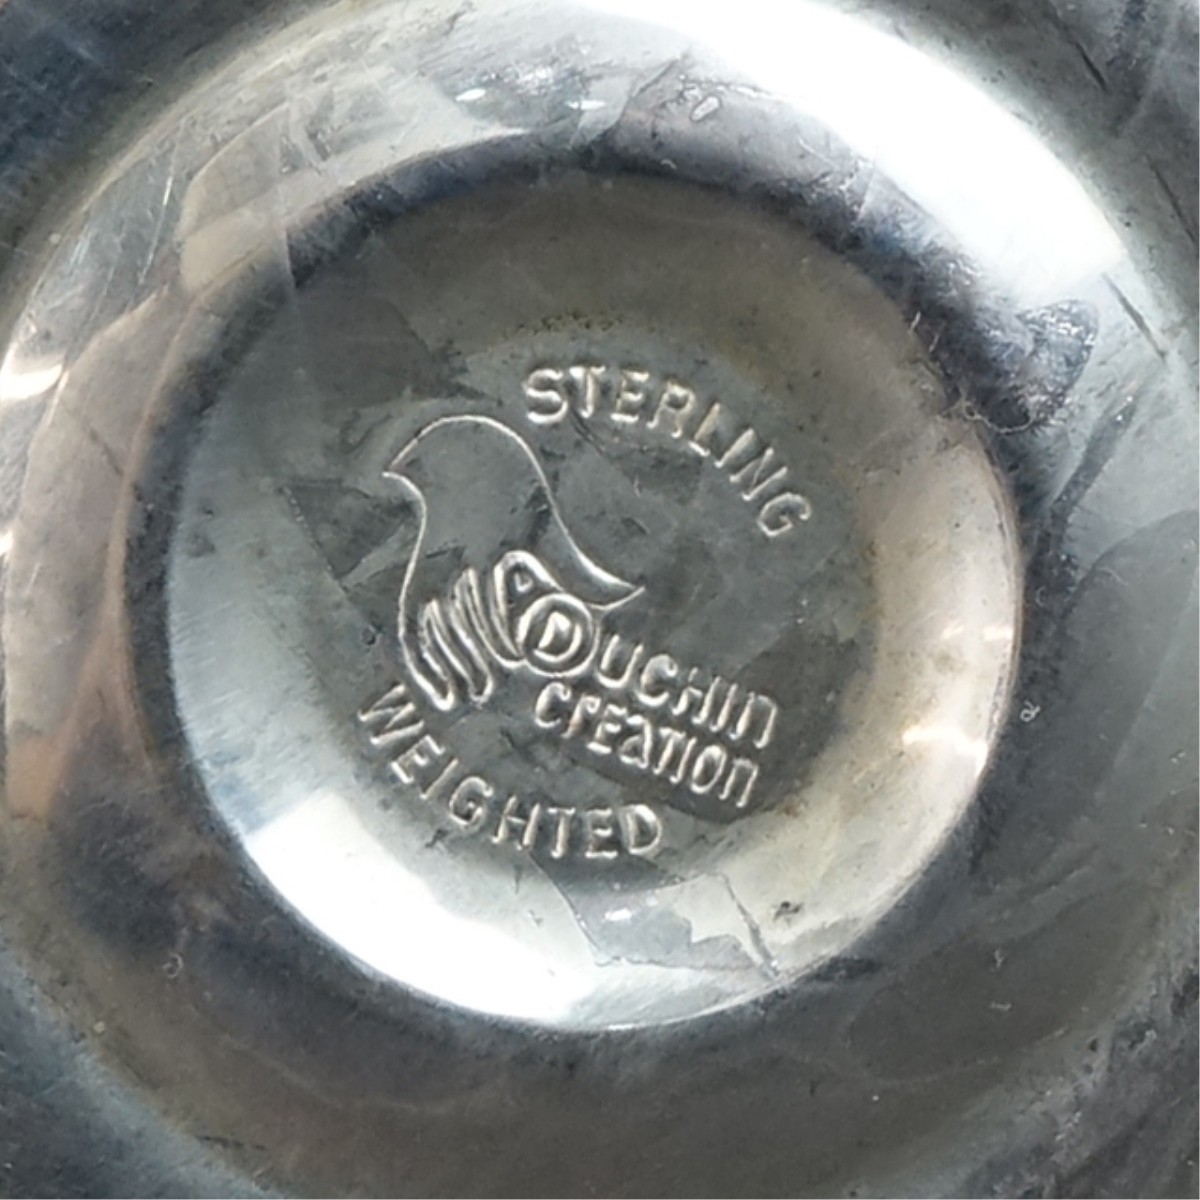 STERLING
A DUCHIN
CREATION
WEIGHTED